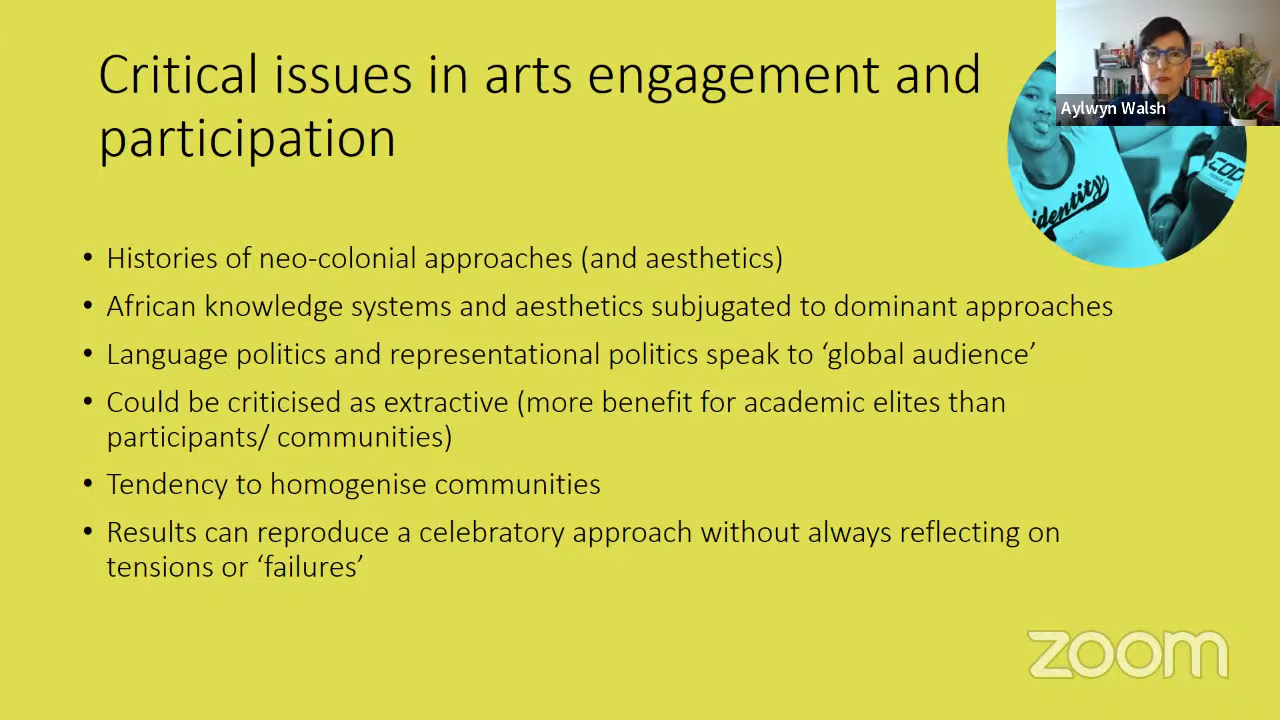 Critical issues in arts engagement and
participation
Aylwyn Walsh
identity
COD
• Histories of neo-colonial approaches (and aesthetics)
• African knowledge systems and aesthetics subjugated to dominant approaches
• Language politics and representational politics speak to ‘global audience’
• Could be criticised as extractive (more benefit for academic elites than
participants/ communities)
• Tendency to homogenise communities
• Results can reproduce a celebratory approach without always reflecting on
tensions or ‘failures’
zoom